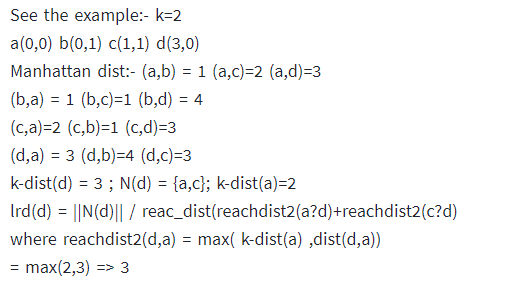 See the example:- k=2
a(0,0) b(0,1) c(1,1) d(3,0)
Manhattan dist:- (a,b) = 1 (a,c)=2 (a,d)=3
(b,a) = 1 (b,c)=1 (b,d) = 4
(c,a)=2 (c,b)=1 (c,d)=3
(d,a) = 3 (d,b)=4 (d,c)=3
k-dist(d) = 3 ; N(d) = {a,c}; k-dist(a)=2
lrd(d) = ||N(d)|| / reac_dist(reachdist2(a?d)+reachdist2(c?d)
where reachdist2(d,a) = max( k-dist(a) ,dist(d,a))
= max(2,3) => 3